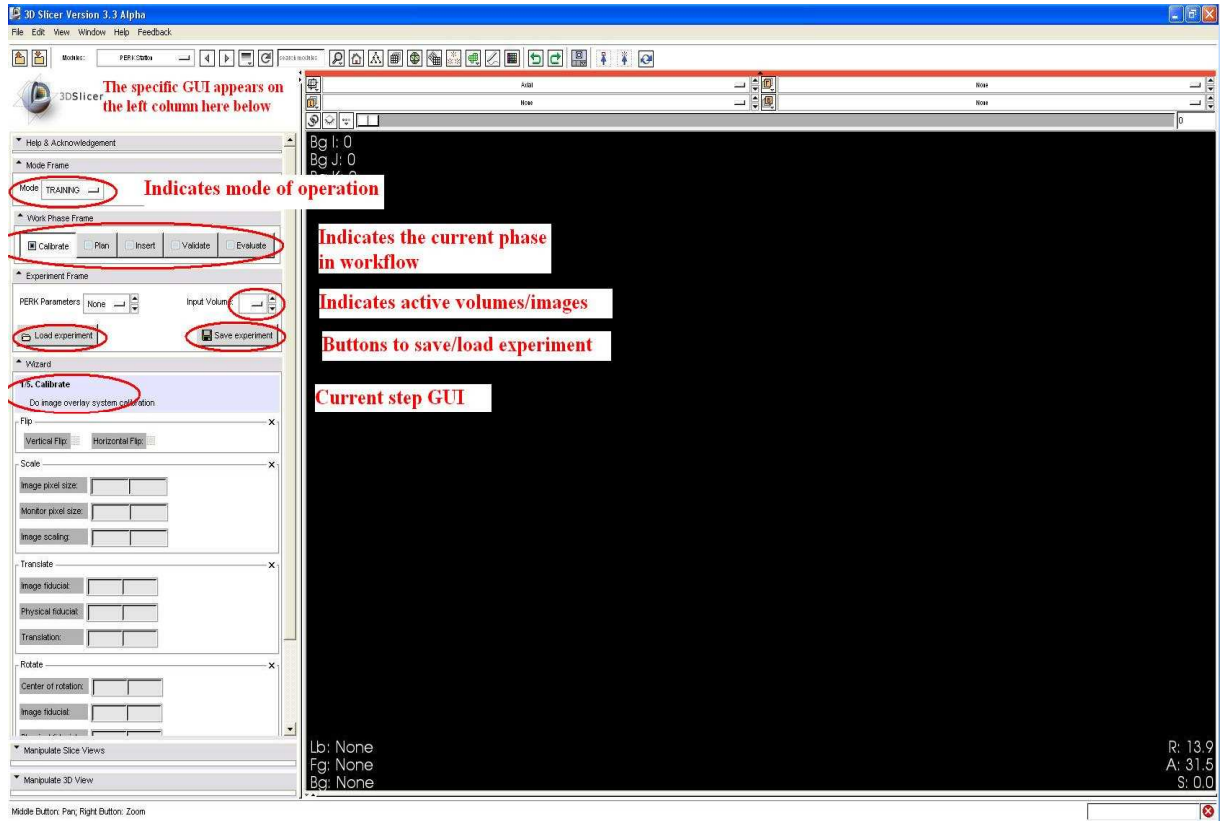 3D Slicer Version 3.3 Alpha
File Edit View Window Help Feedback
Modules: PERK Station search modules
3DSlicer
The specific GUI appears on
the left column here below
Axial None
None None
0
Help & Acknowledgement
Bg I: 0
Bg J: 0
Mode Frame
Mode TRAINING
Indicates mode of operation
Work Phase Frame
Calibrate Plan Insert Validate Evaluate
Indicates the current phase
in workflow
Experiment Frame
PERK Parameters None Input Volume:
Indicates active volumes/images
Load experiment Save experiment
Buttons to save/load experiment
Wizard
1/5. Calibrate
Do image overlay system calibration
Current step GUI
Flip
Vertical Flip: Horizontal Flip:
Scale
Image pixel size:
Monitor pixel size:
Image scaling:
Translate
Image fiducial:
Physical fiducial:
Translation:
Rotate
Center of rotation:
Image fiducial:
Manipulate Slice Views
Manipulate 3D View
Lb: None
Fg: None
Bg: None
R: 13.9
A: 31.5
S: 0.0
Middle Button: Pan; Right Button: Zoom